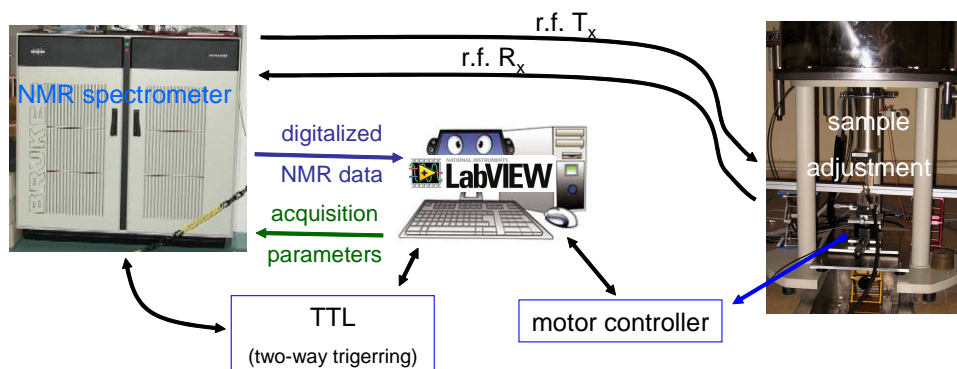 r.f. Tx
r.f. Rx
NMR spectrometer
BRUKE
digitalized
NMR data
NATIONAL INSTRUMENTS
LabVIEW
acquisition
parameters
sample
adjustment
TTL
(two-way trigerring)
motor controller